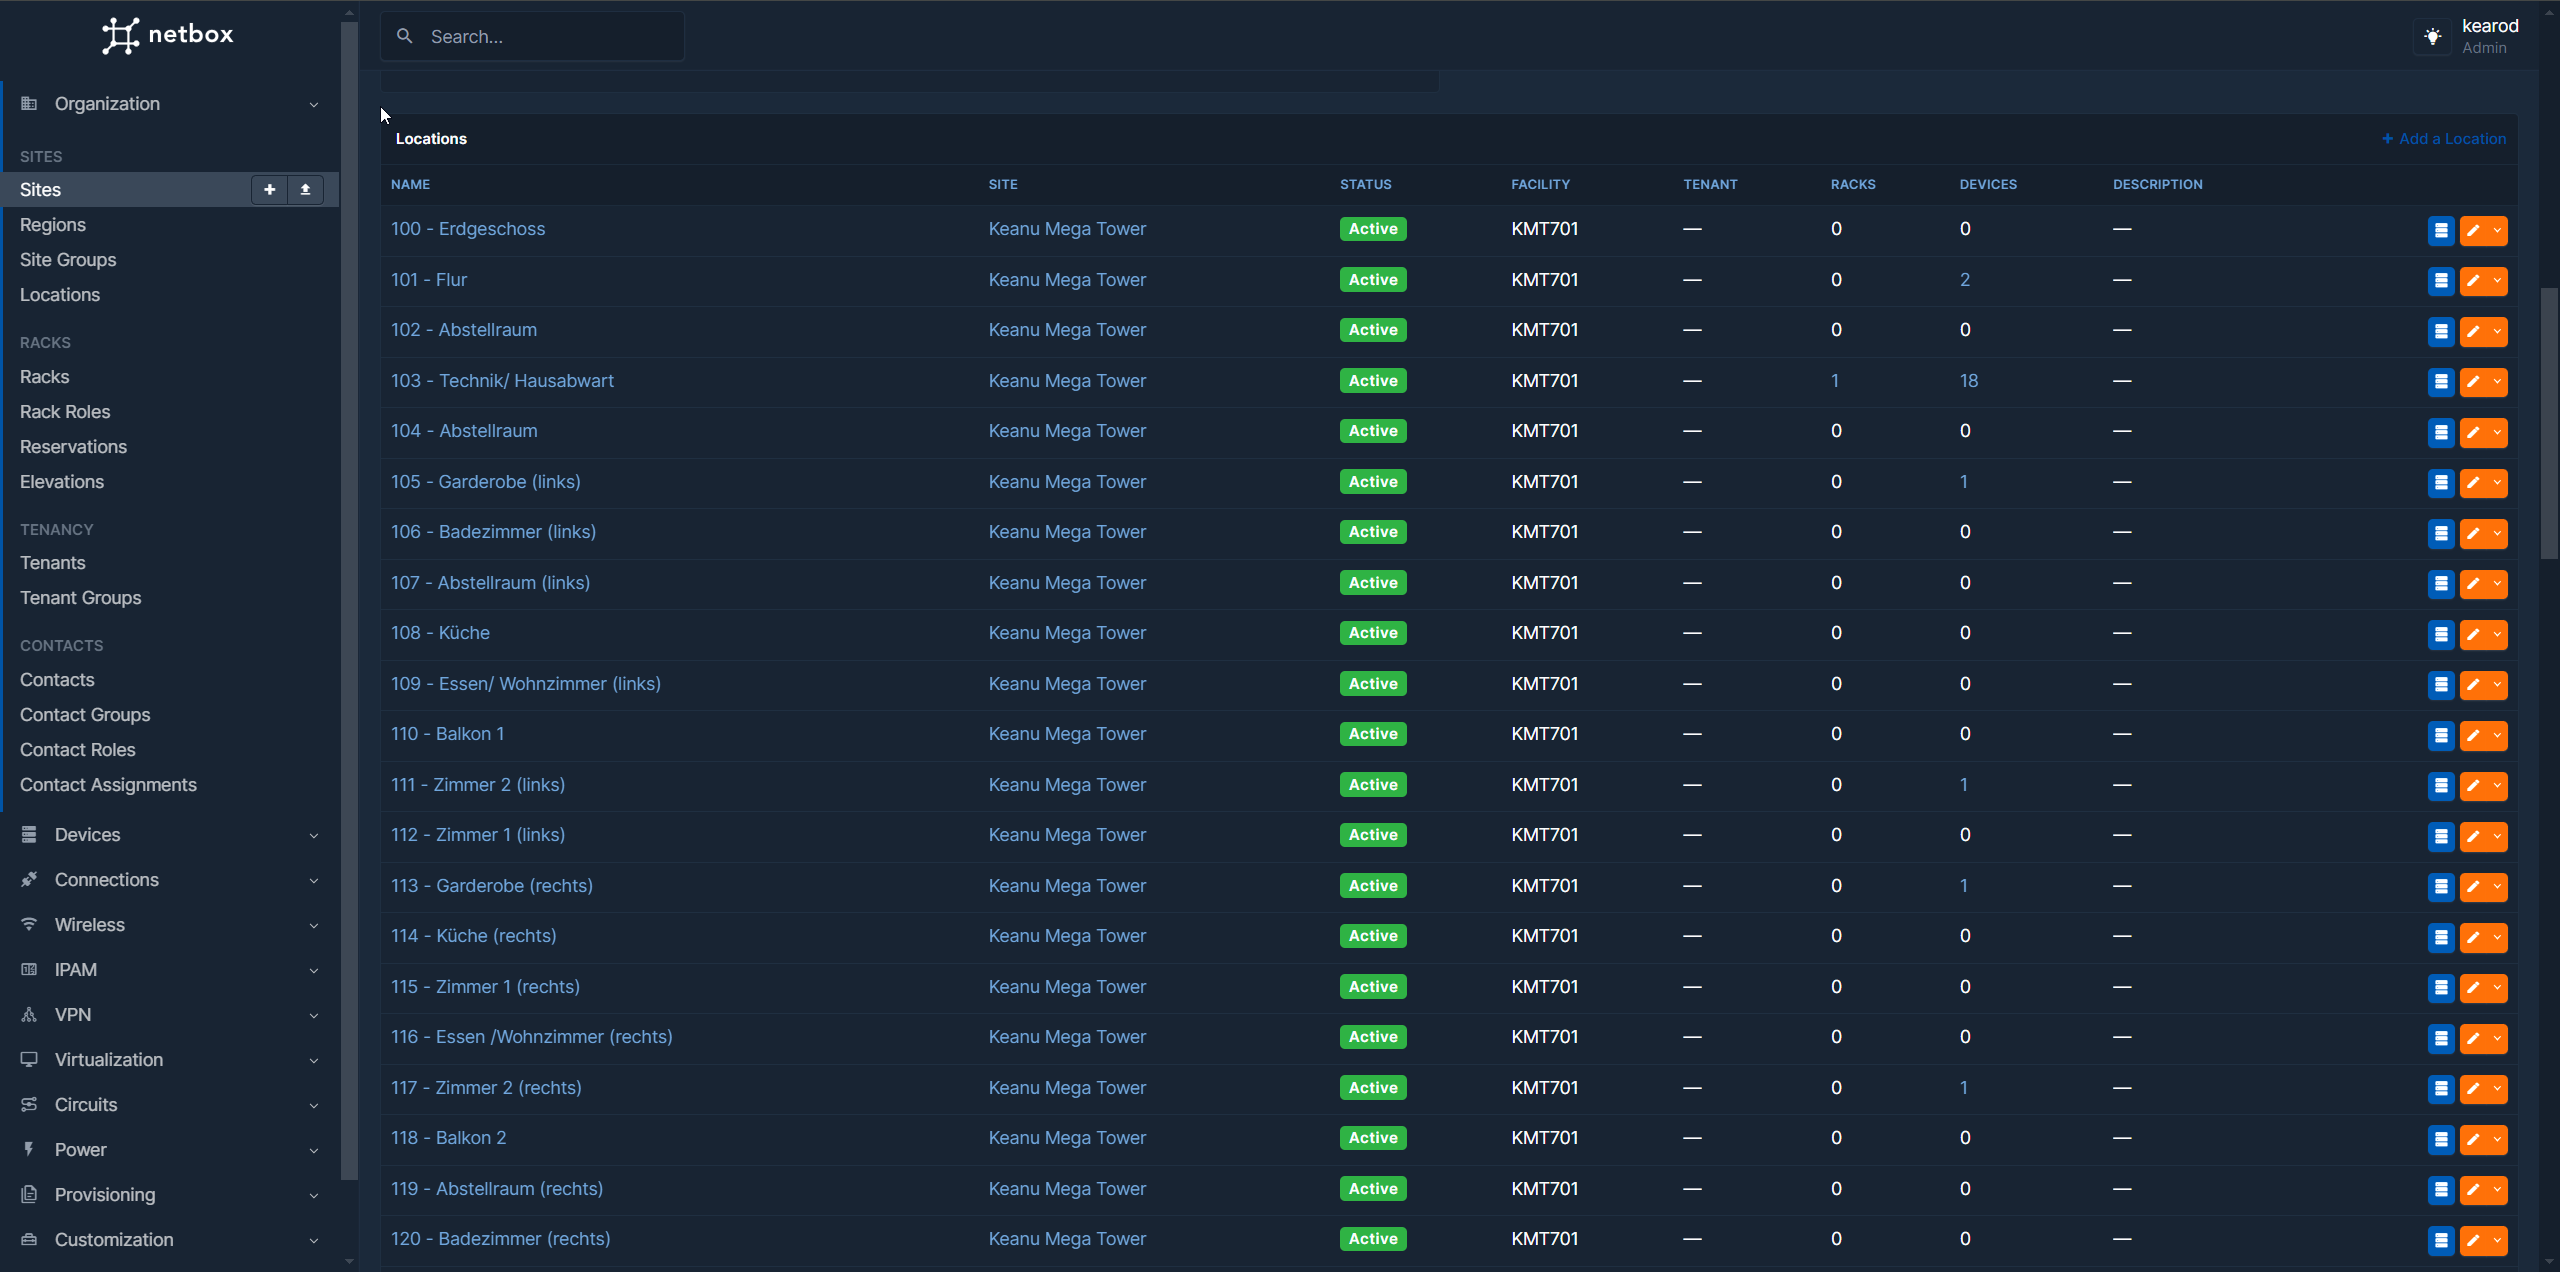 netbox
Search...
kearod
Admin
Organization
SITES
Sites
Regions
Site Groups
Locations
RACKS
Racks
Rack Roles
Reservations
Elevations
TENANCY
Tenants
Tenant Groups
CONTACTS
Contacts
Contact Groups
Contact Roles
Contact Assignments
Devices
Connections
Wireless
IPAM
VPN
Virtualization
Circuits
Power
Provisioning
Customization
Locations
+ Add a Location
NAME SITE STATUS FACILITY TENANT RACKS DEVICES DESCRIPTION
100 - Erdgeschoss Keanu Mega Tower Active KMT701 — 0 0 —
101 - Flur Keanu Mega Tower Active KMT701 — 0 2 —
102 - Abstellraum Keanu Mega Tower Active KMT701 — 0 0 —
103 - Technik/ Hausabwart Keanu Mega Tower Active KMT701 — 1 18 —
104 - Abstellraum Keanu Mega Tower Active KMT701 — 0 0 —
105 - Garderobe (links) Keanu Mega Tower Active KMT701 — 0 1 —
106 - Badezimmer (links) Keanu Mega Tower Active KMT701 — 0 0 —
107 - Abstellraum (links) Keanu Mega Tower Active KMT701 — 0 0 —
108 - Küche Keanu Mega Tower Active KMT701 — 0 0 —
109 - Essen/ Wohnzimmer (links) Keanu Mega Tower Active KMT701 — 0 0 —
110 - Balkon 1 Keanu Mega Tower Active KMT701 — 0 0 —
111 - Zimmer 2 (links) Keanu Mega Tower Active KMT701 — 0 1 —
112 - Zimmer 1 (links) Keanu Mega Tower Active KMT701 — 0 0 —
113 - Garderobe (rechts) Keanu Mega Tower Active KMT701 — 0 1 —
114 - Küche (rechts) Keanu Mega Tower Active KMT701 — 0 0 —
115 - Zimmer 1 (rechts) Keanu Mega Tower Active KMT701 — 0 0 —
116 - Essen /Wohnzimmer (rechts) Keanu Mega Tower Active KMT701 — 0 0 —
117 - Zimmer 2 (rechts) Keanu Mega Tower Active KMT701 — 0 1 —
118 - Balkon 2 Keanu Mega Tower Active KMT701 — 0 0 —
119 - Abstellraum (rechts) Keanu Mega Tower Active KMT701 — 0 0 —
120 - Badezimmer (rechts) Keanu Mega Tower Active KMT701 — 0 0 —